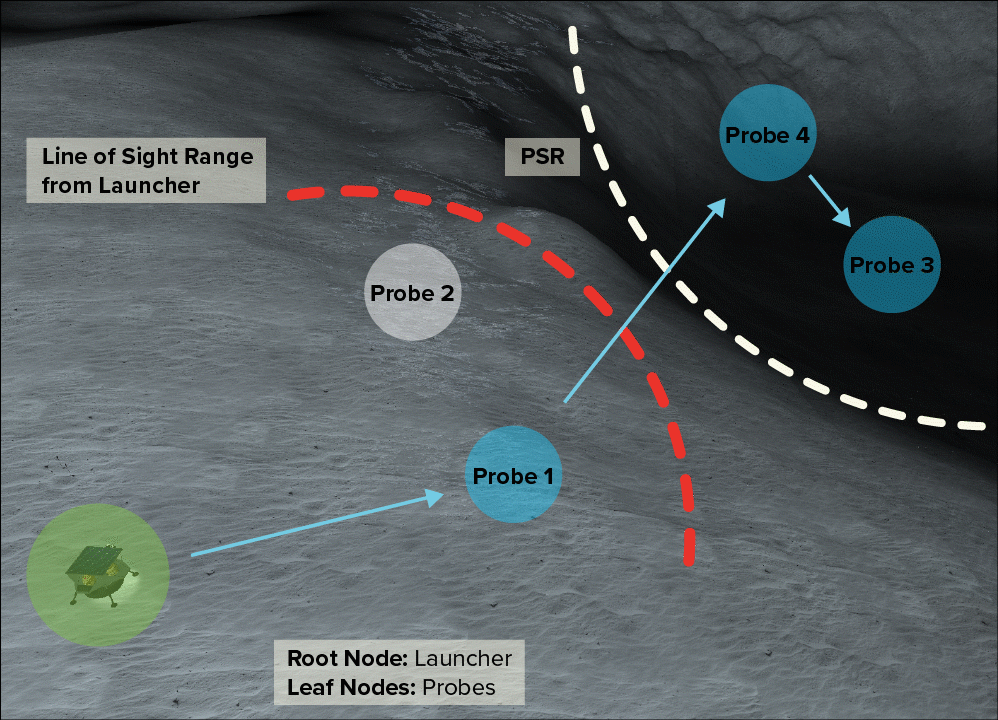 Line of Sight Range
from Launcher
PSR
Probe 4
Probe 3
Probe 2
Probe 1
Root Node: Launcher
Leaf Nodes: Probes